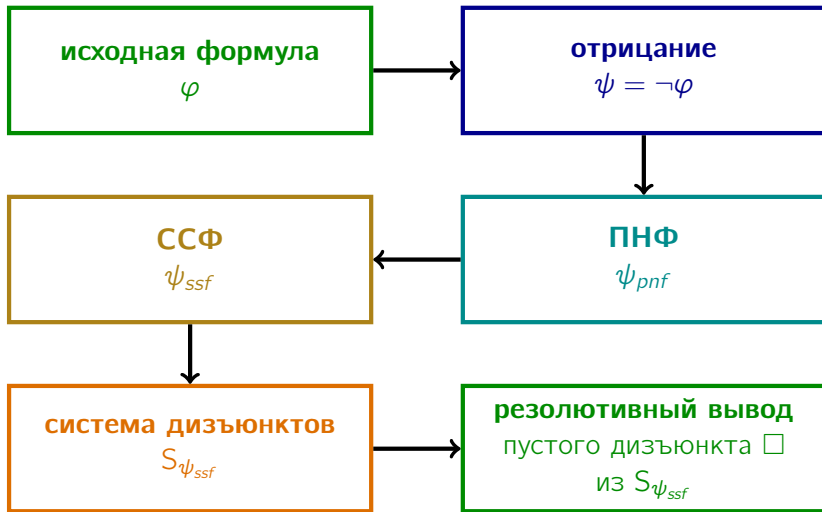 исходная формула
φ
отрицание
ψ = ¬φ
ССФ
ψ_ssf
ПНФ
ψ_pnf
система дизъюнктов
S_ψ_ssf
резолютивный вывод
пустого дизъюнкта □
из S_ψ_ssf